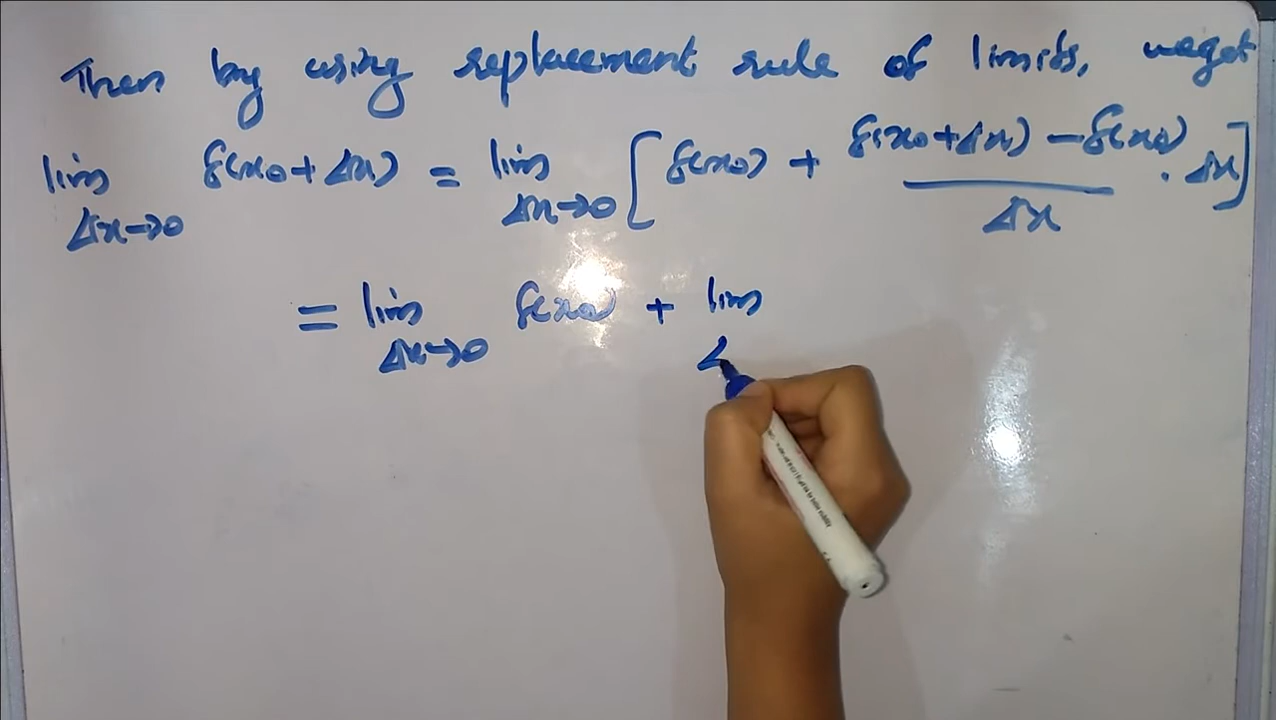 Then by using replacement rule of limits, we get
lim Δx→0 f(x0+Δx) = lim Δx→0 [f(x0) + f(x0+Δx) - f(x0) / Δx . Δx]
= lim Δx→0 f(x0) + lim Δ